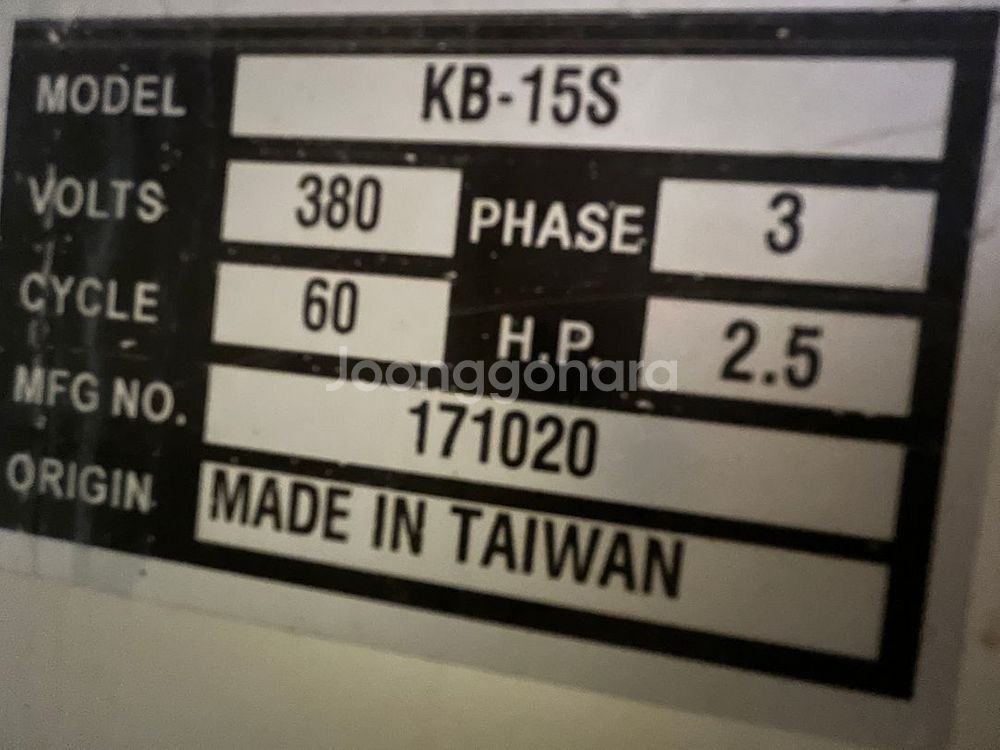 MODEL KB-15S
VOLTS 380 PHASE 3
CYCLE 60 H.P. 2.5
Joonggonara
MFG NO. 171020
ORIGIN MADE IN TAIWAN